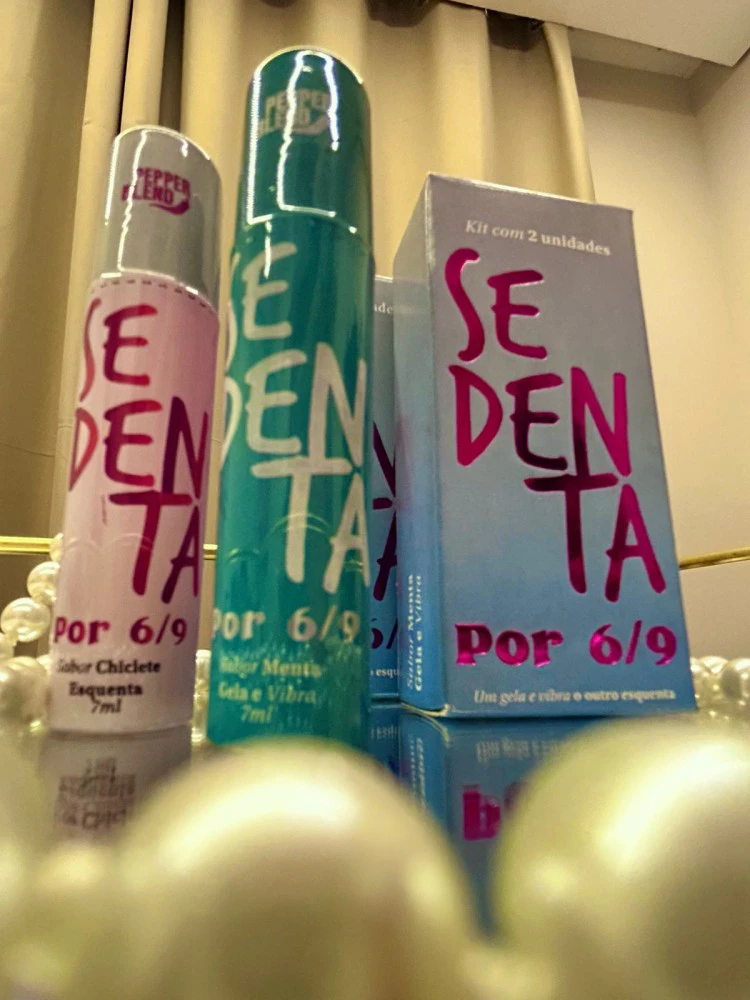 PEPPER
BLEND
SE
DEN
TA
Por 6/9
Sabor Chiclete
Esquenta
7ml
PEPPER
BLEND
SE
DEN
TA
por 6/9
Sabor Menta
Gela e Vibra
7ml
Kit com 2 unidades
SE
DEN
TA
Por 6/9
Um gela e vibra o outro esquenta
Sabor Menta
Gela e Vibra